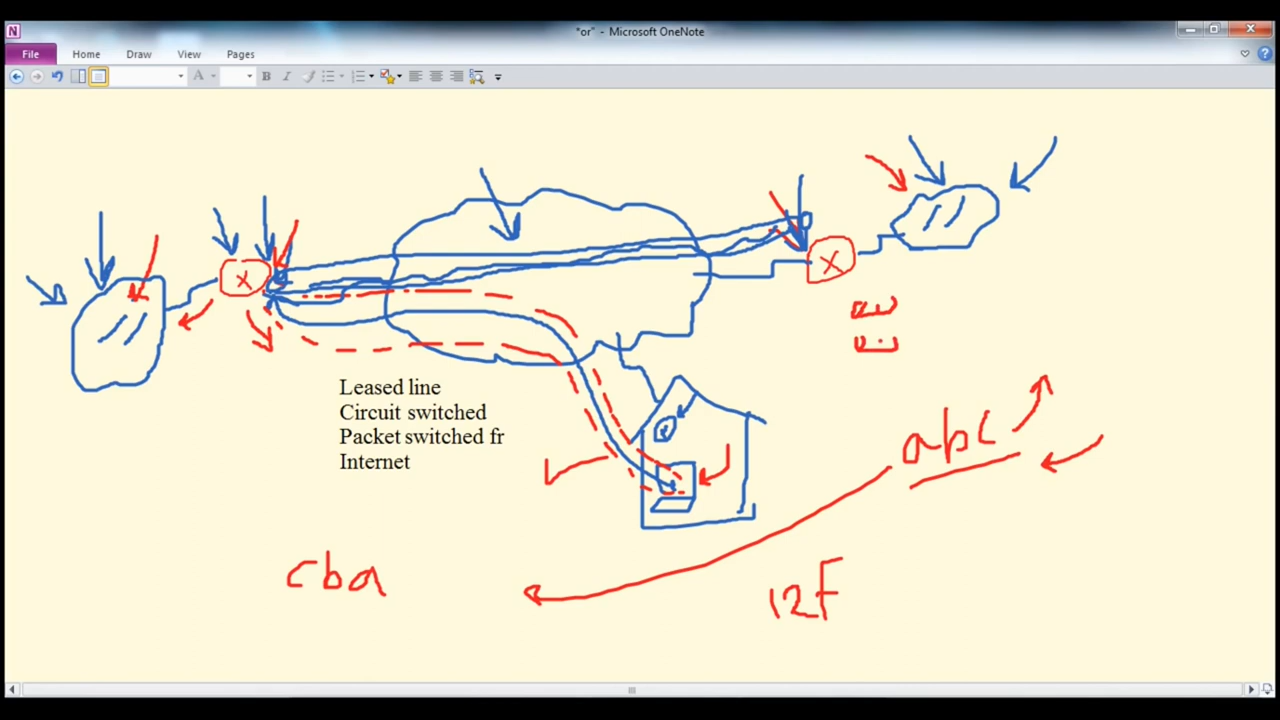 "or" - Microsoft OneNote
File Home Draw View Pages
A B I
X
X
Leased line
Circuit switched
Packet switched fr
Internet
abc
cba
12F